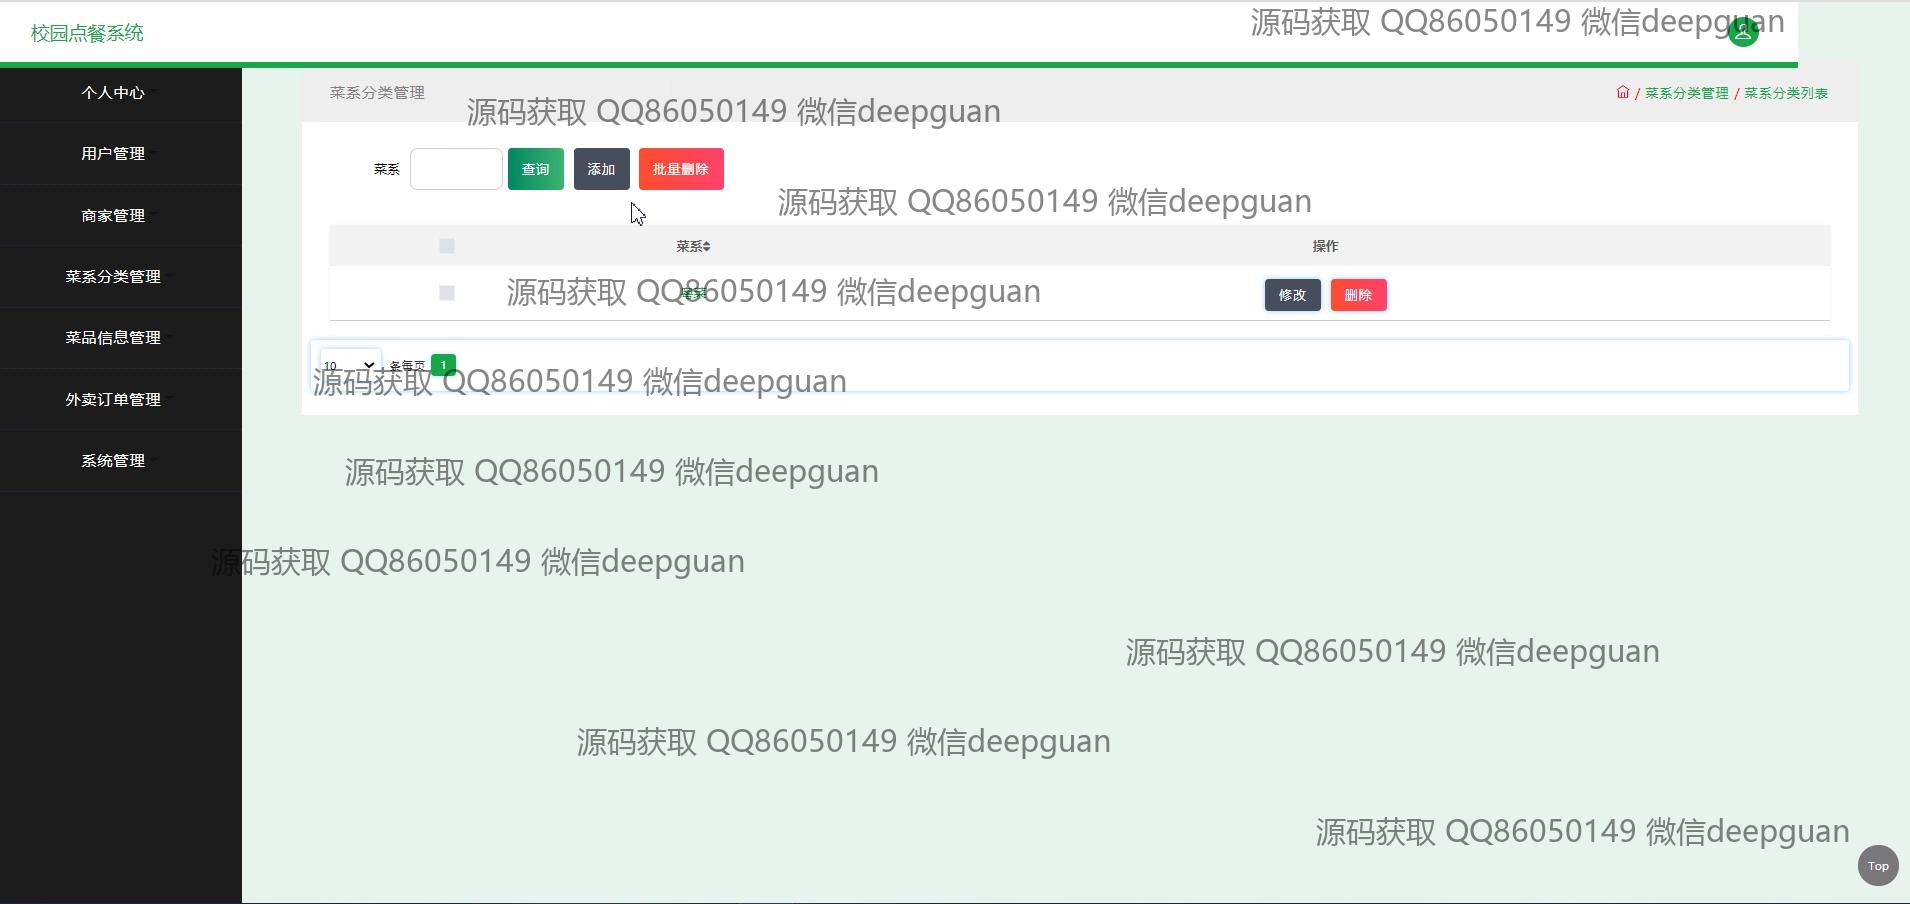 校园点餐系统
源码获取 QQ86050149 微信deepguan
个人中心
用户管理
商家管理
菜系分类管理
菜品信息管理
外卖订单管理
系统管理
菜系分类管理
/ 菜系分类管理 / 菜系分类列表
源码获取 QQ86050149 微信deepguan
菜系
查询
添加
批量删除
源码获取 QQ86050149 微信deepguan
菜系
操作
源码获取 QQ86050149 微信deepguan
修改
删除
10
条每页
1
源码获取 QQ86050149 微信deepguan
源码获取 QQ86050149 微信deepguan
源码获取 QQ86050149 微信deepguan
源码获取 QQ86050149 微信deepguan
源码获取 QQ86050149 微信deepguan
源码获取 QQ86050149 微信deepguan
Top